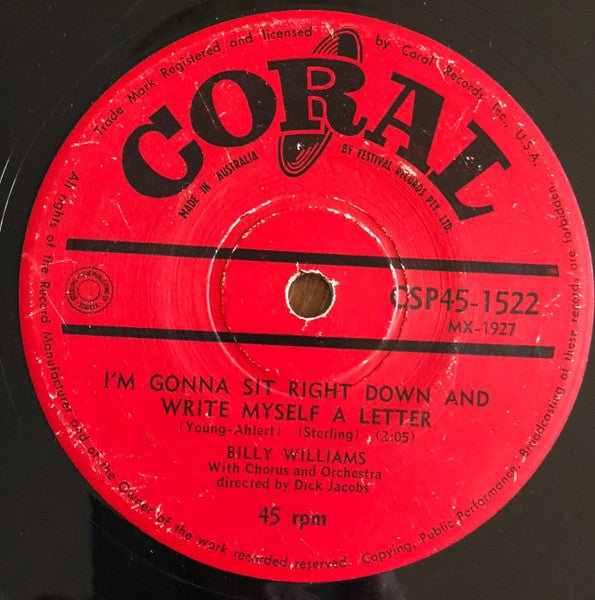 Trade Mark Registered and licensed by Coral Records Inc., U.S.A.
CORAL
MADE IN AUSTRALIA BY FESTIVAL RECORDS PTY. LTD.
CSP45-1522
MX-1927
I'M GONNA SIT RIGHT DOWN AND
WRITE MYSELF A LETTER
(Young-Ahlert) (Sterling) (2:05)
BILLY WILLIAMS
With Chorus and Orchestra
directed by Dick Jacobs
45 rpm
All rights of the Record Manufacturer and of the Owner of the work recorded reserved. Copying, Public Performance, Broadcasting of these records are forbidden.